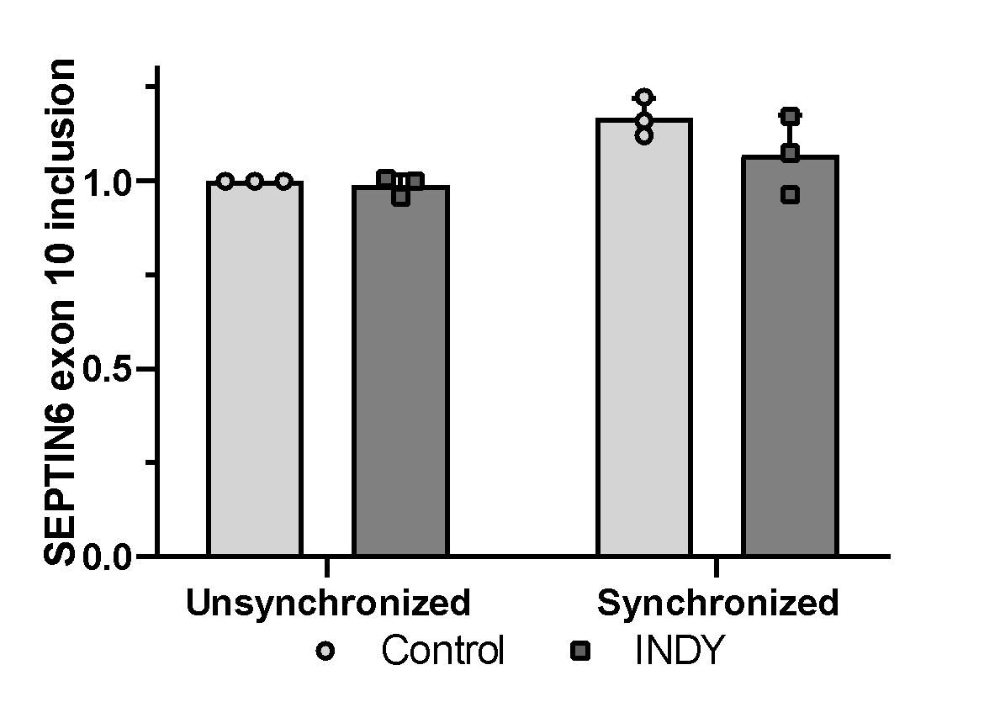 SEPTIN6 exon 10 inclusion
1.0
0.5
0.0
Unsynchronized Synchronized
Control INDY